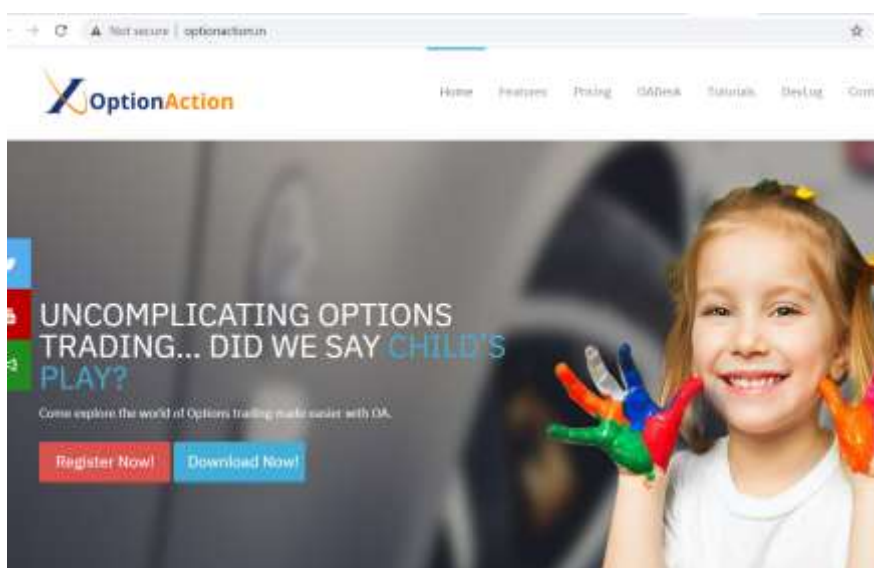 Not secure | optionaction.in
OptionAction
Home Features Pricing OADesk Tutorials DevLog
UNCOMPLICATING OPTIONS
TRADING... DID WE SAY CHILD'S
PLAY?
Come explore the world of Options trading made easier with OA.
Register Now! Download Now!